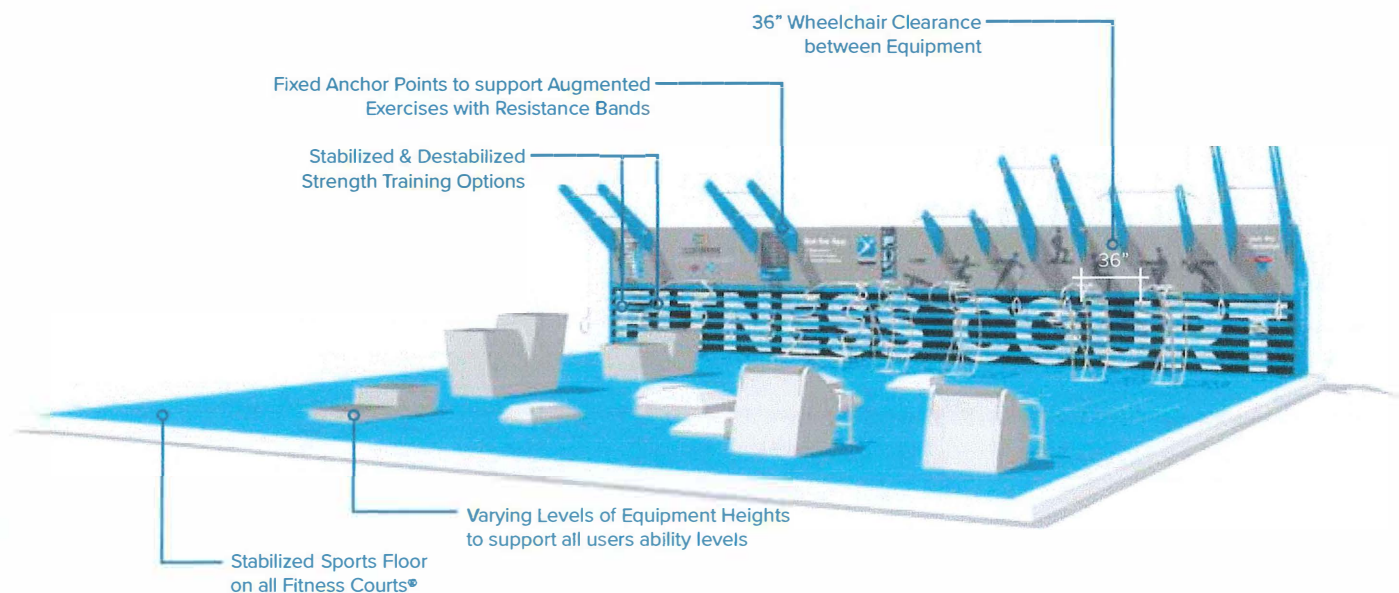 36” Wheelchair Clearance
between Equipment
Fixed Anchor Points to support Augmented
Exercises with Resistance Bands
Stabilized & Destabilized
Strength Training Options
36”
FITNESS COURT
Varying Levels of Equipment Heights
to support all users ability levels
Stabilized Sports Floor
on all Fitness Courts®